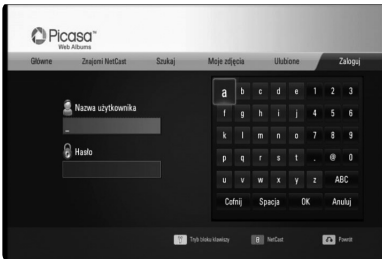 Picasa™
Web Albums
Główne Znajomi NetCast Szukaj Moje zdjęcia Ulubione Zaloguj
Nazwa użytkownika
_
Hasło
a b c d e 1 2 3
f g h i j 4 5 6
k l m n o 7 8 9
p q r s t . @ 0
u v w x y z ABC
Cofnij Spacja OK Anuluj
Tryb bloku klawiszy NetCast Powrót